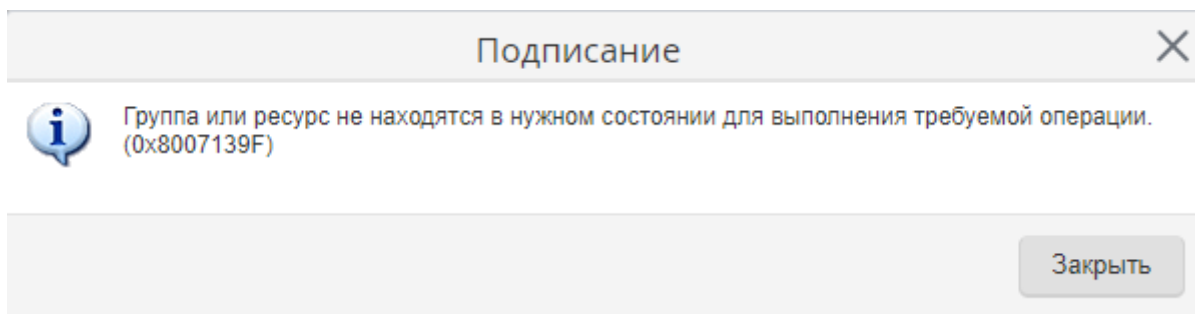 Подписание
Группа или ресурс не находятся в нужном состоянии для выполнения требуемой операции.
(0x8007139F)
Закрыть